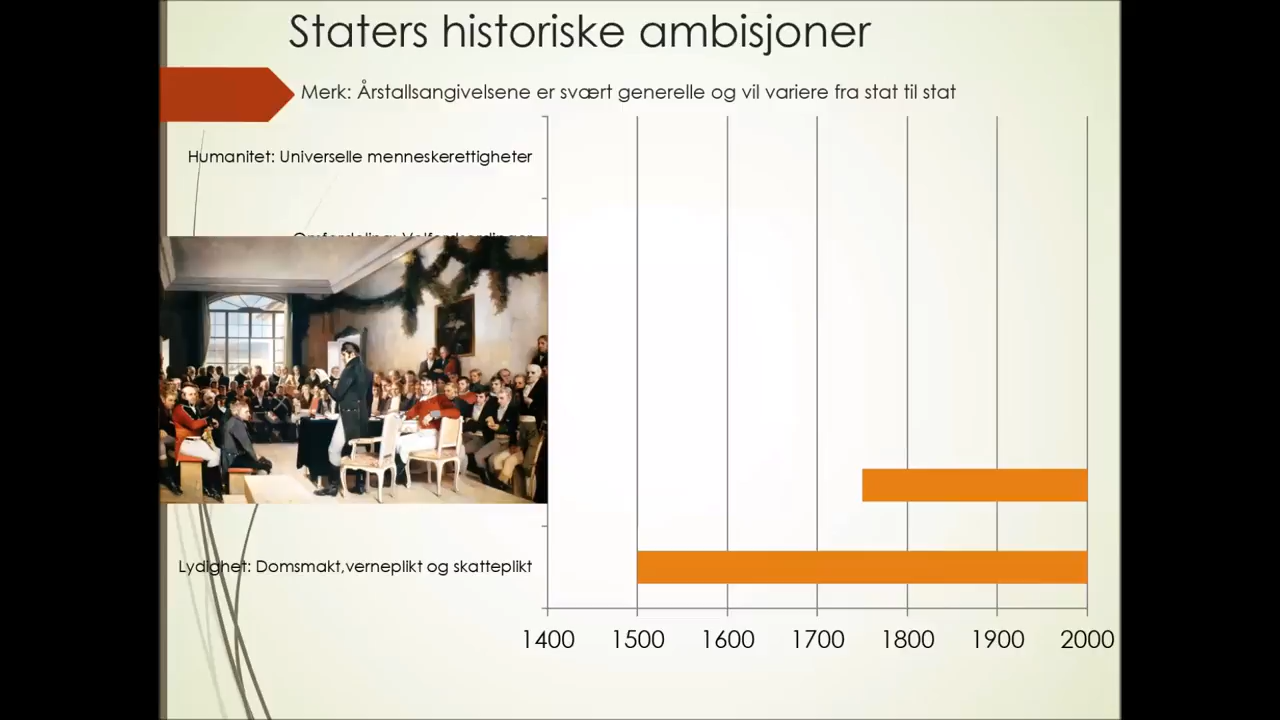 Staters historiske ambisjoner
Merk: Årstallsangivelsene er svært generelle og vil variere fra stat til stat
Humanitet: Universelle menneskerettigheter
Lydighet: Domsmakt,verneplikt og skatteplikt
1400 1500 1600 1700 1800 1900 2000